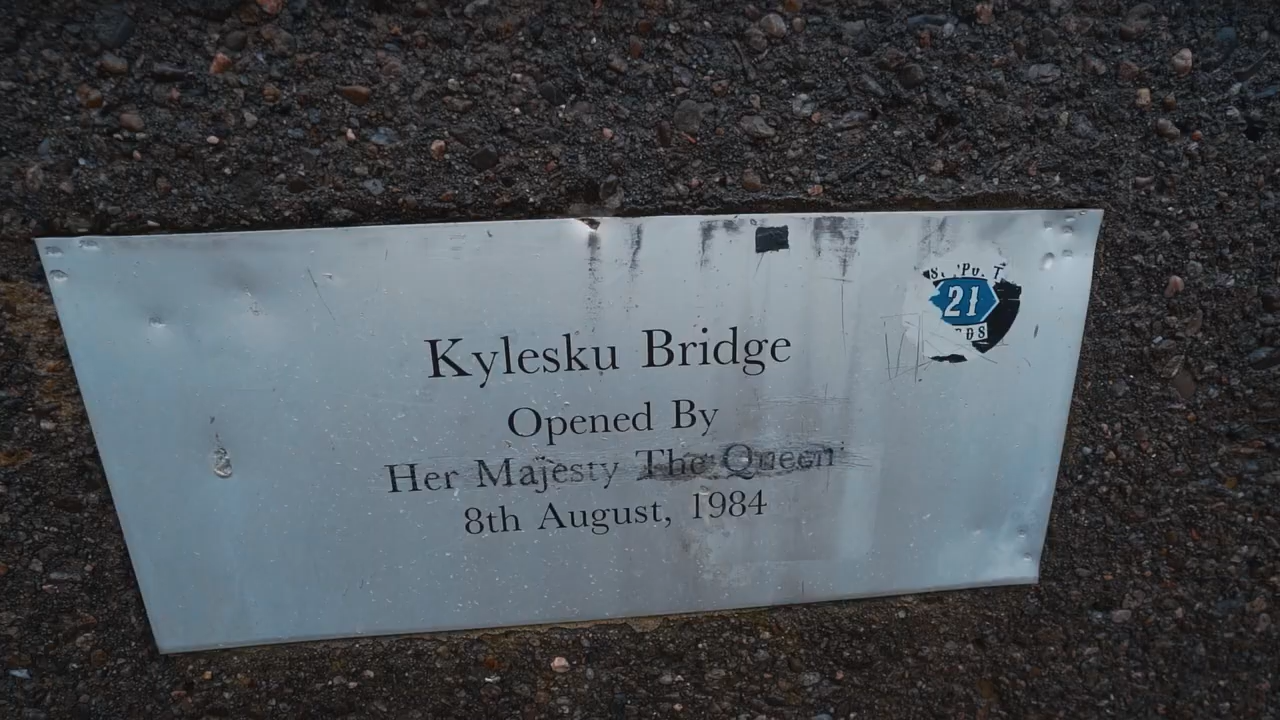 Kylesku Bridge
Opened By
Her Majesty The Queen
8th August, 1984
21